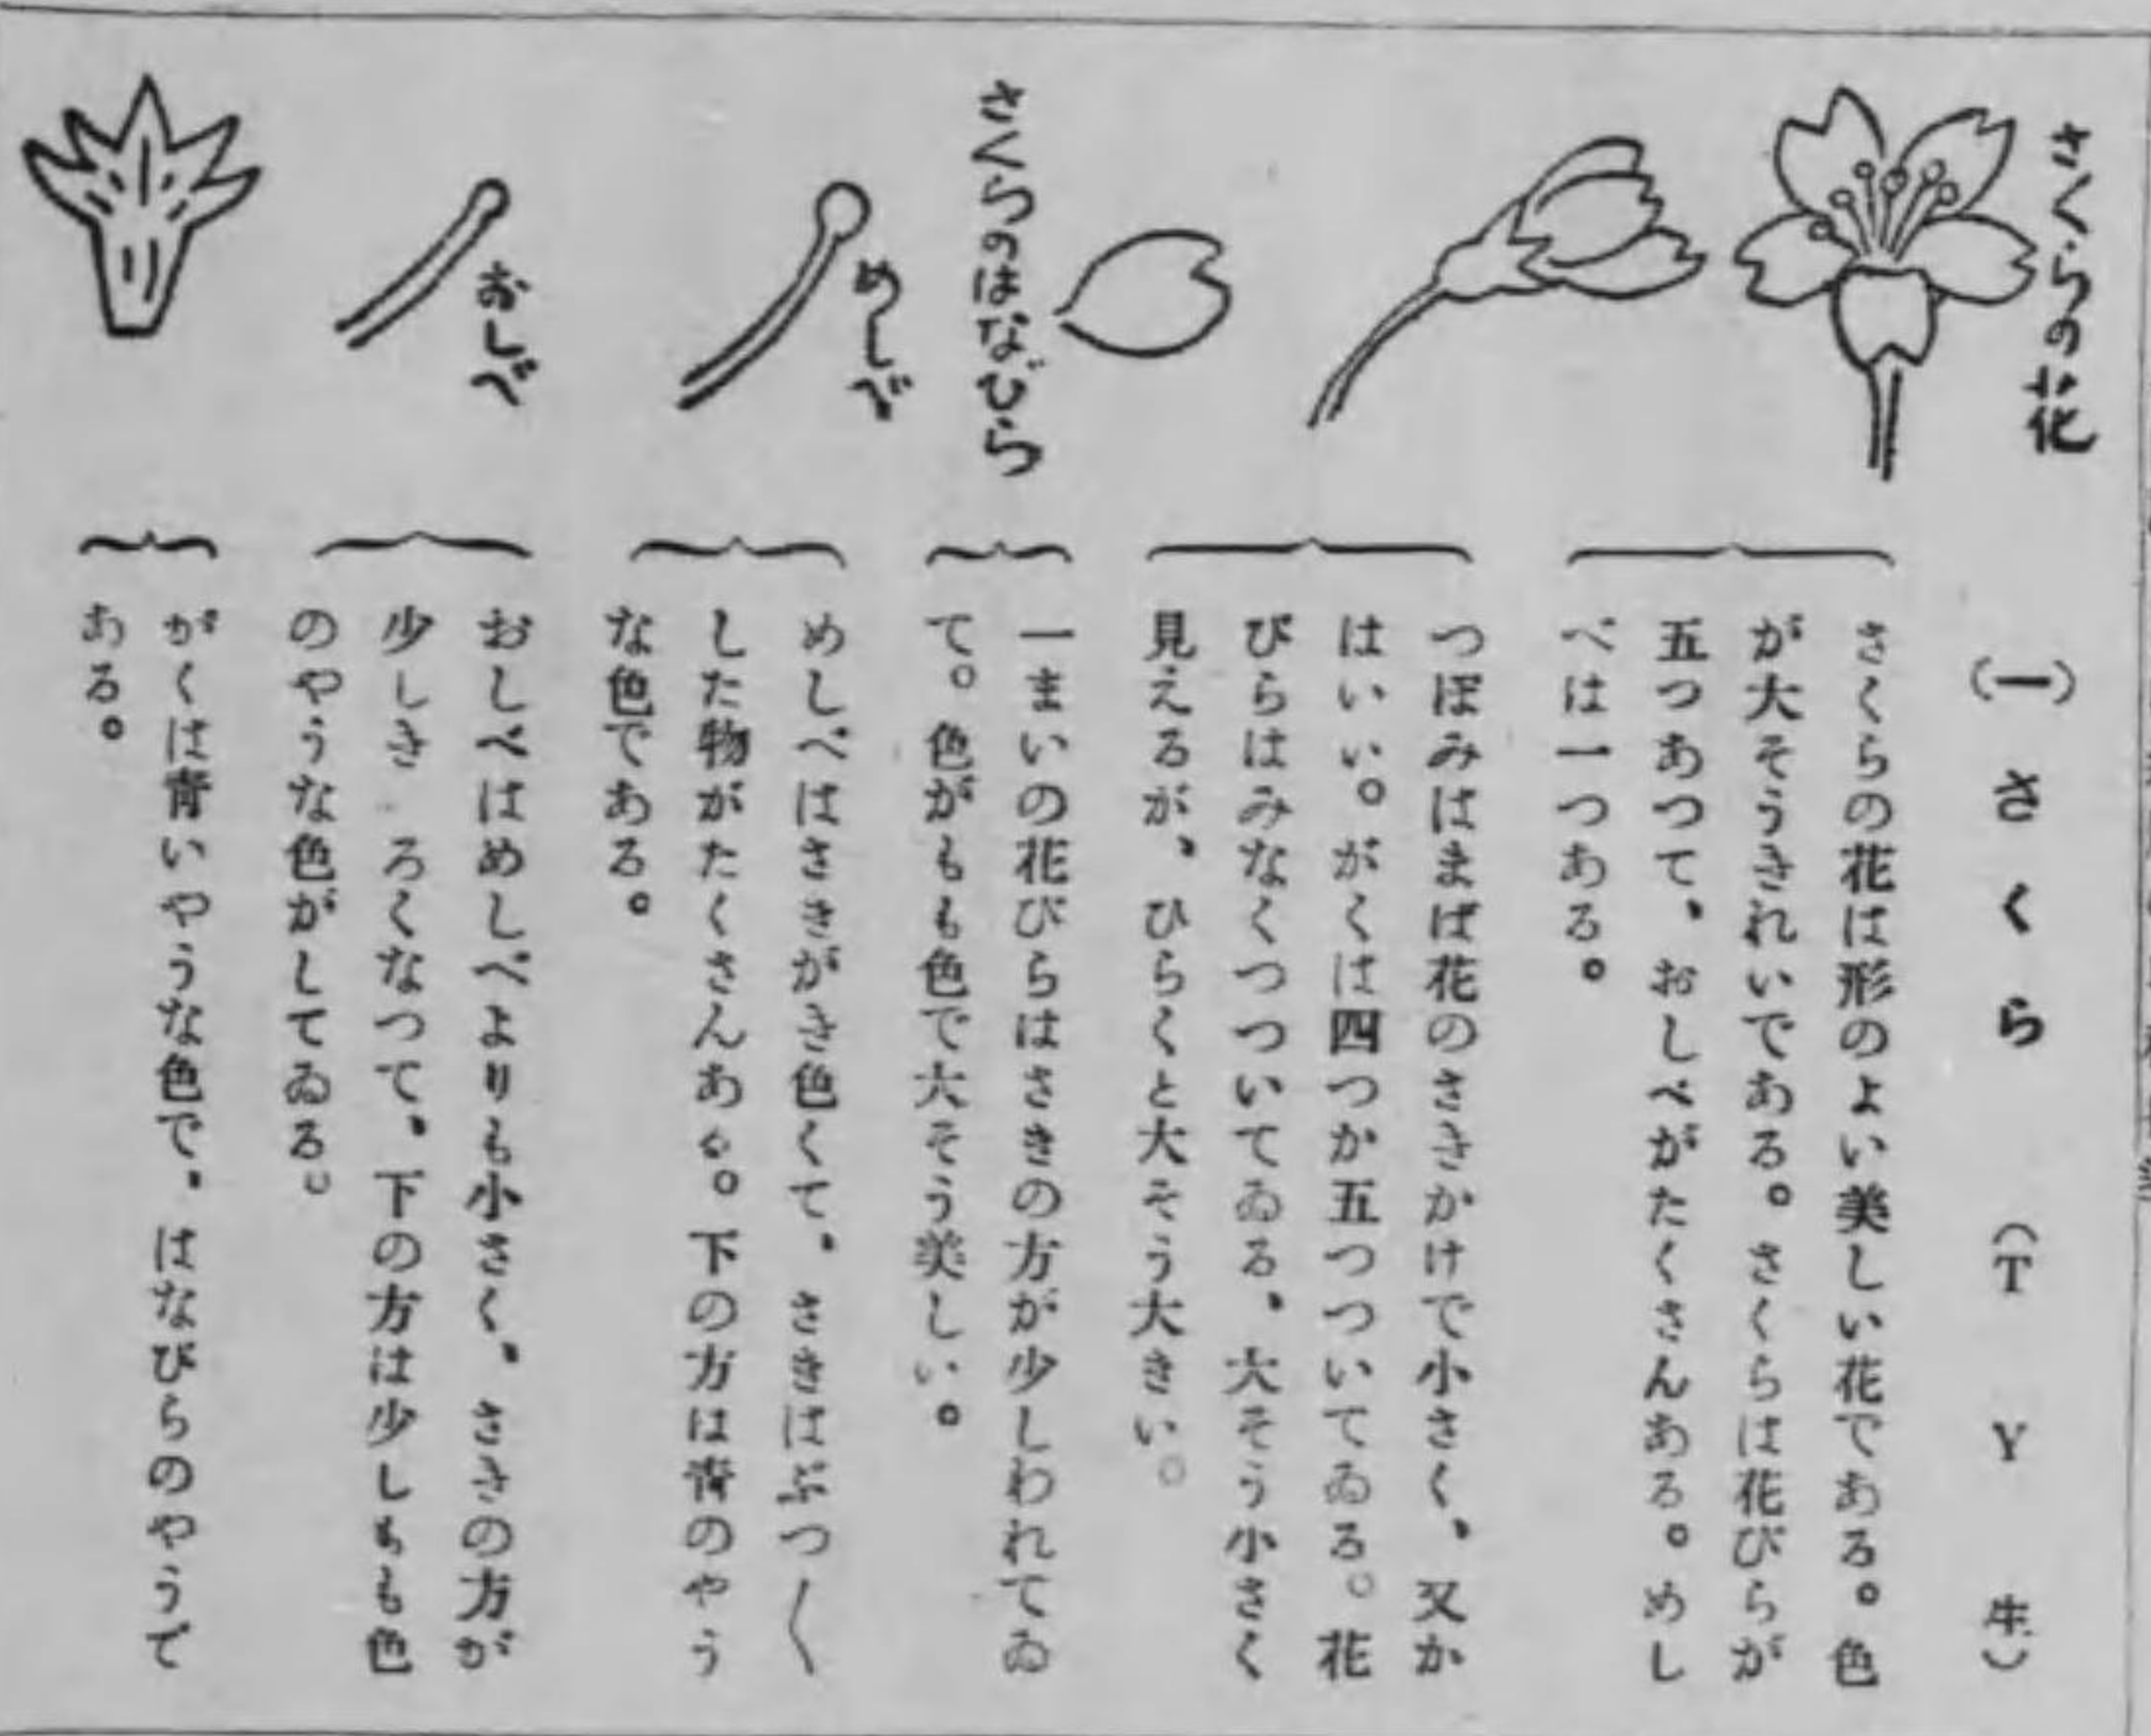 さくらの花
さくらのはなびら
めしべ
おしべ
(一)さくら (TY生)
さくらの花は形のよい美しい花である。色
が大そうきれいである。さくらは花びらが
五つあつて、おしべがたくさんある。めし
べは一つある。
つぼみはまば花のさきかけで小さく、又か
はいい。がくは四つか五つついてゐる。花
びらはみなくつついてゐる、大そう小さく
見えるが、ひらくと大そう大きい。
一まいの花びらはさきの方が少しわれてゐ
て。色がもも色で大そう美しい。
めしべはさきがき色くて、さきはぶつ〱
した物がたくさんある。下の方は青のやう
な色である。
おしべはめしべよりも小さく、さきの方が
少しき ろくなつて、下の方は少しもも色
のやうな色がしてゐる。
がくは青いやうな色で、はなびらのやうで
ある。